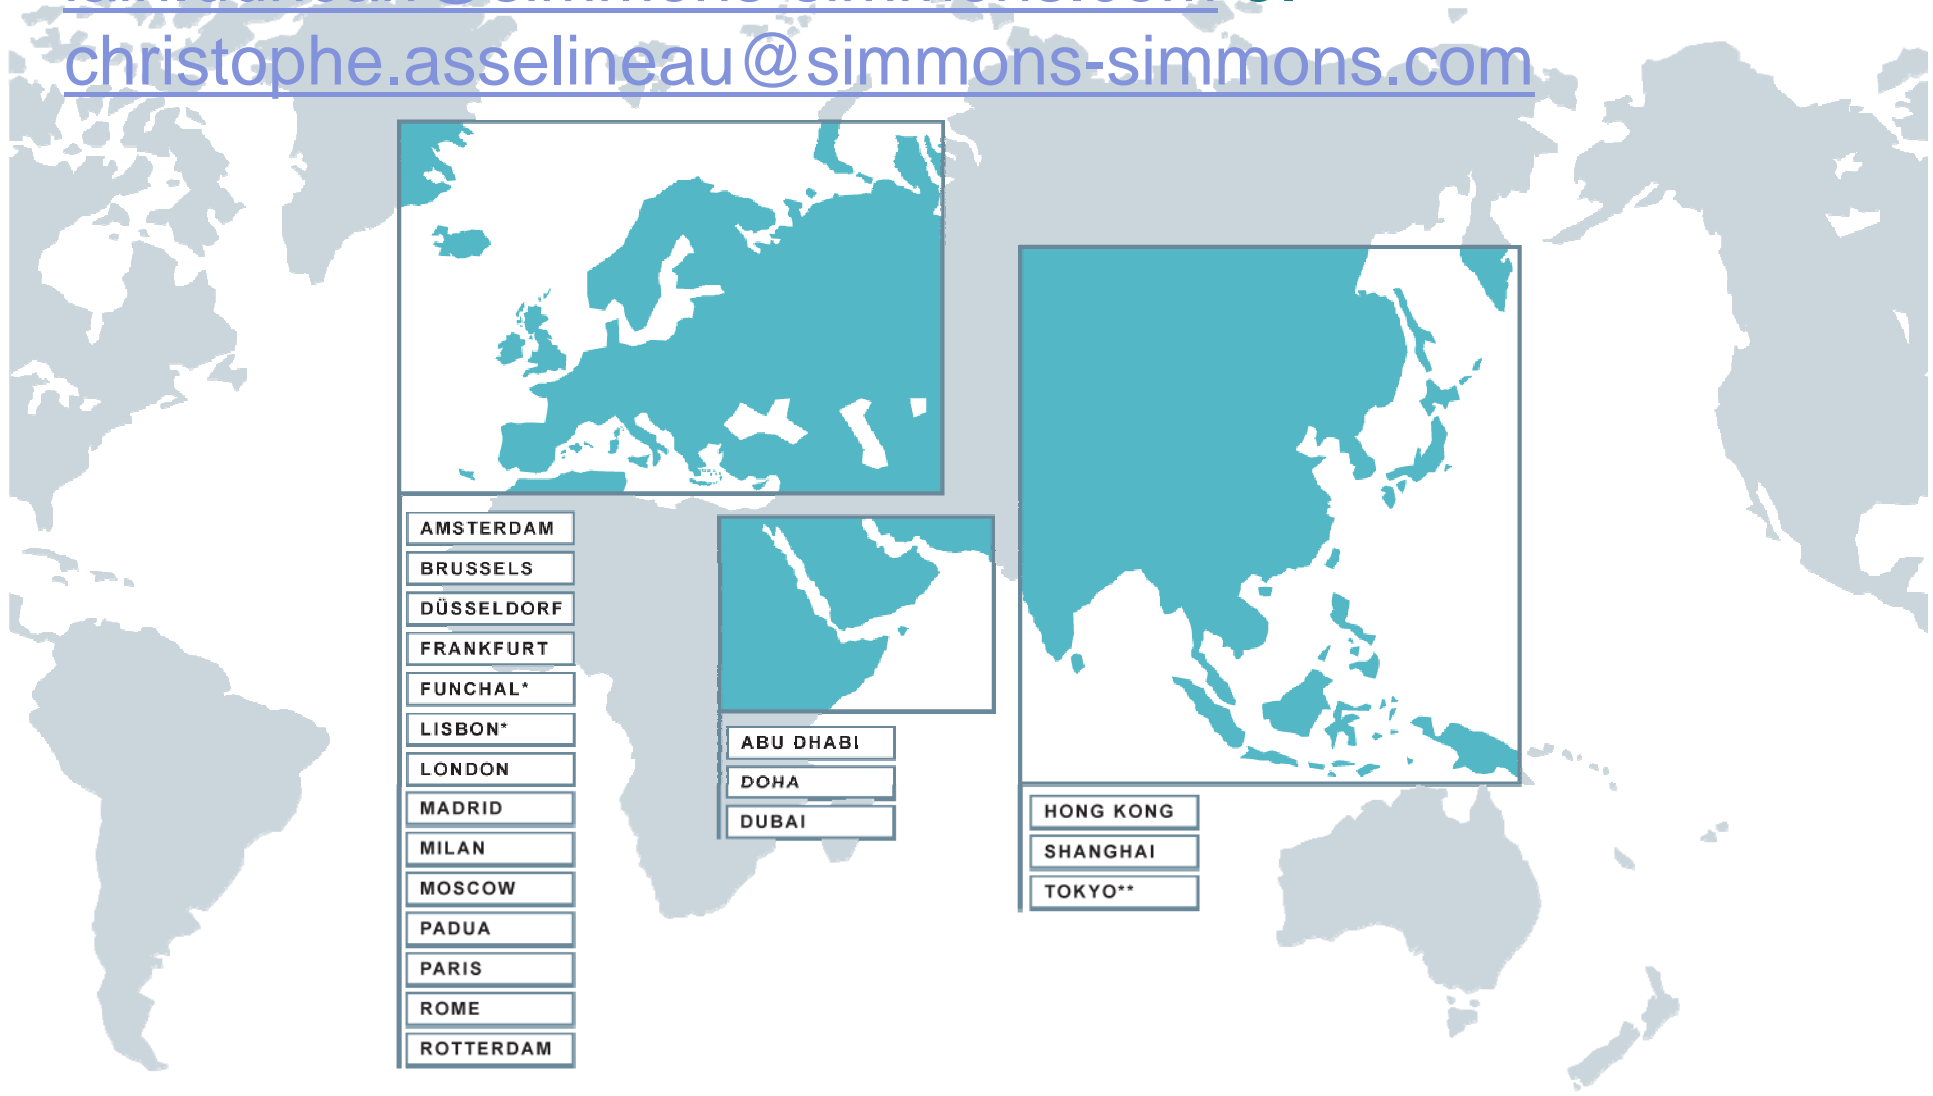 christophe.asselineau@simmons-simmons.com
AMSTERDAM
BRUSSELS
DÜSSELDORF
FRANKFURT
FUNCHAL*
LISBON*
LONDON
MADRID
MILAN
MOSCOW
PADUA
PARIS
ROME
ROTTERDAM
ABU DHABI
DOHA
DUBAI
HONG KONG
SHANGHAI
TOKYO**